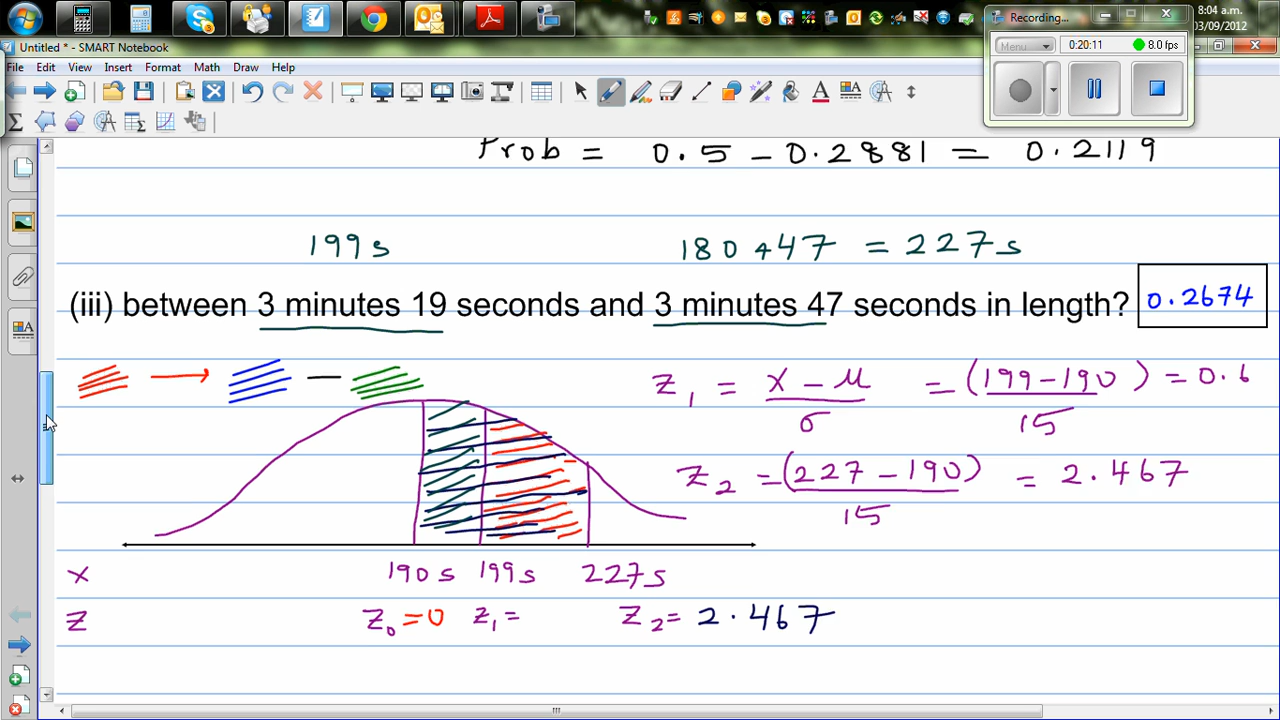 8:04 a.m.
03/09/2012
Recording...
Menu
0:20:11
8.0 fps
Untitled * - SMART Notebook
File Edit View Insert Format Math Draw Help
Prob = 0.5 - 0.2881 = 0.2119
199s 180+47 = 227s
(iii) between 3 minutes 19 seconds and 3 minutes 47 seconds in length? 0.2674
Z1 = X - μ / σ = (199-190) / 15 = 0.6
Z2 = (227-190) / 15 = 2.467
X 190s 199s 227s
Z Z0=0 Z1= Z2= 2.467